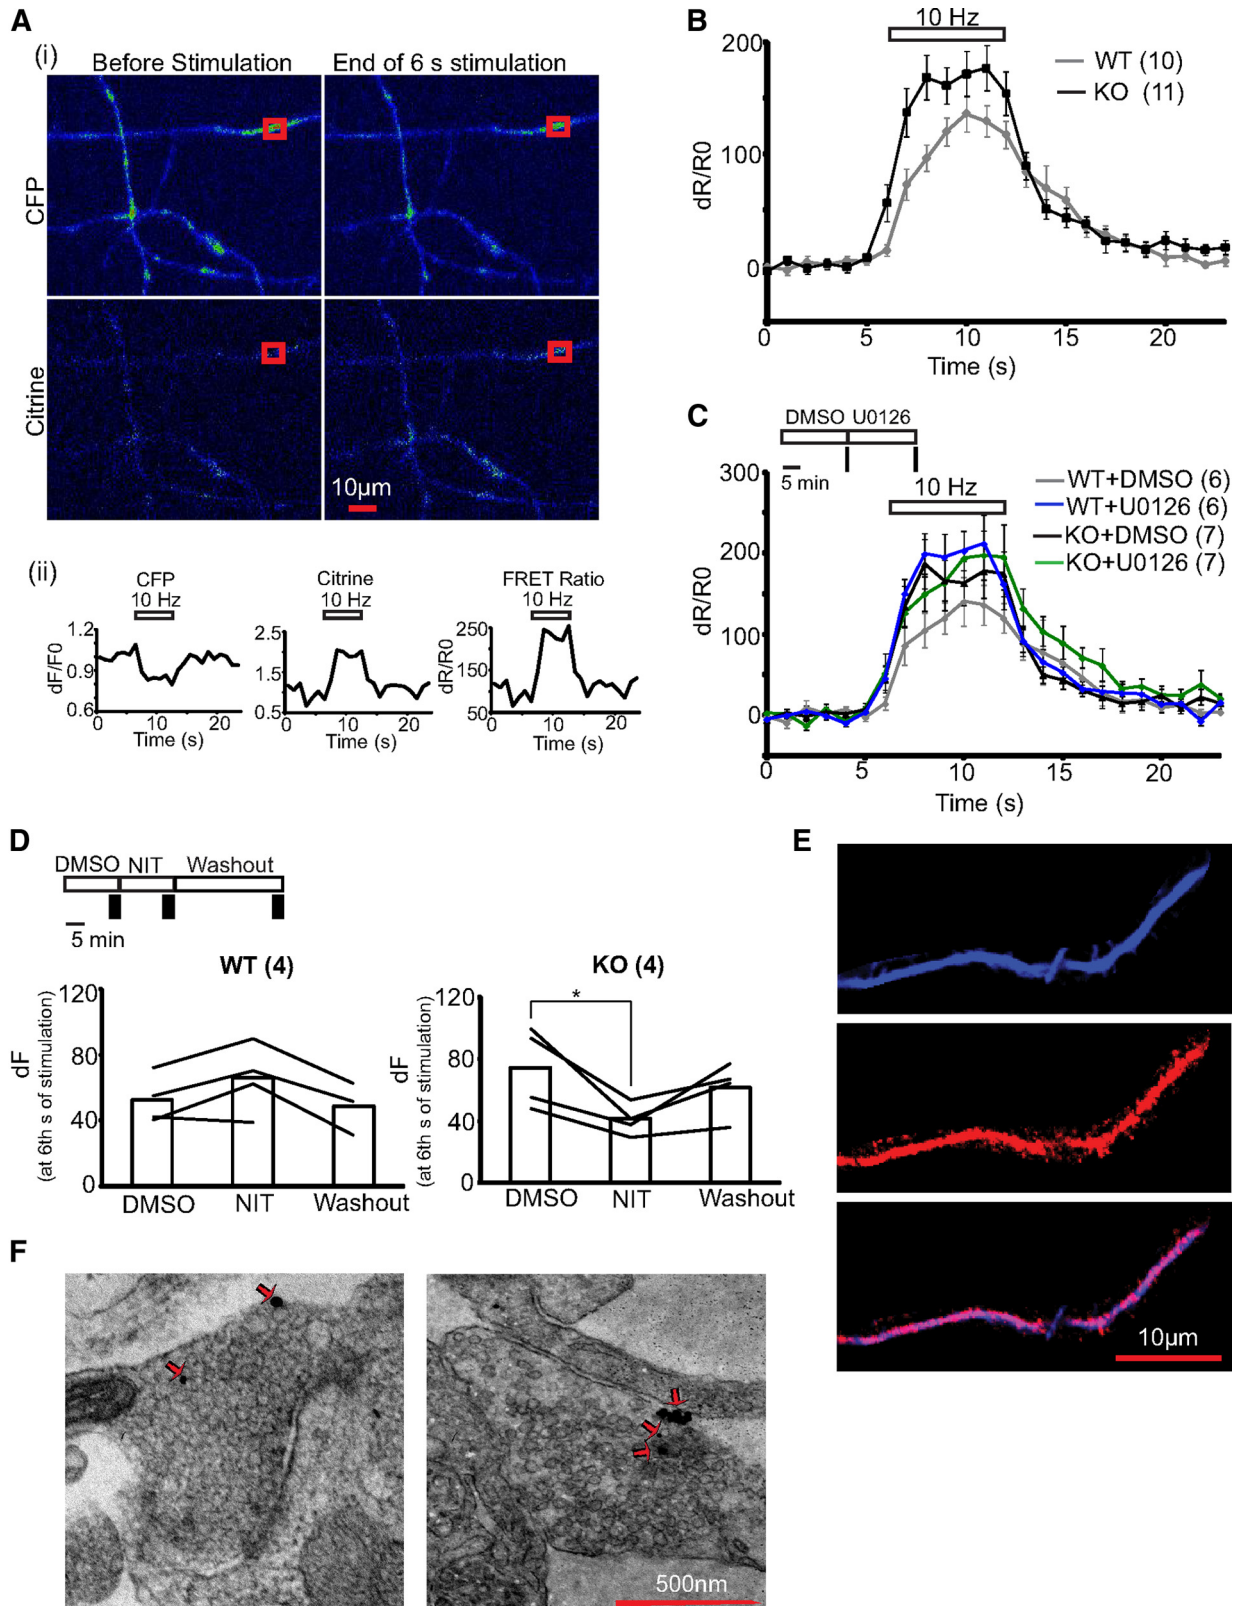 A
(i)
Before Stimulation
End of 6 s stimulation
CFP
Citrine
10µm
(ii)
CFP
10 Hz
dF/F0
1.2
0.9
0.6
0
10
20
Time (s)
Citrine
10 Hz
2.5
1.5
0.5
0
10
20
Time (s)
FRET Ratio
10 Hz
dR/R0
250
150
50
0
10
20
Time (s)
B
10 Hz
WT (10)
KO (11)
dR/R0
200
100
0
0
5
10
15
20
Time (s)
C
DMSO U0126
5 min
10 Hz
WT+DMSO (6)
WT+U0126 (6)
KO+DMSO (7)
KO+U0126 (7)
dR/R0
300
200
100
0
0
5
10
15
20
Time (s)
D
DMSO NIT Washout
5 min
WT (4)
dF
(at 6th s of stimulation)
120
80
40
0
DMSO
NIT
Washout
KO (4)
*
dF
(at 6th s of stimulation)
120
80
40
0
DMSO
NIT
Washout
E
10µm
F
500nm